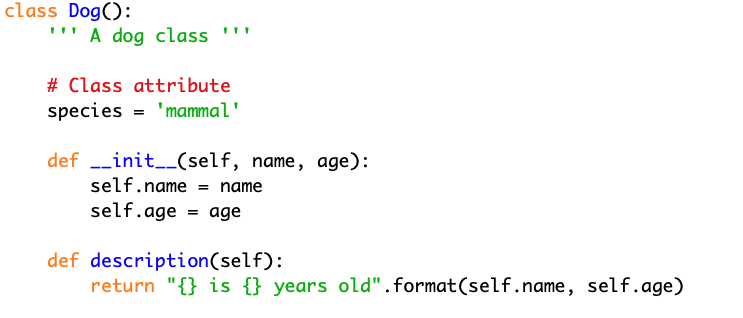 class Dog():
    ''' A dog class '''
    # Class attribute
    species = 'mammal'
    def __init__(self, name, age):
        self.name = name
        self.age = age
    def description(self):
        return "{} is {} years old".format(self.name, self.age)